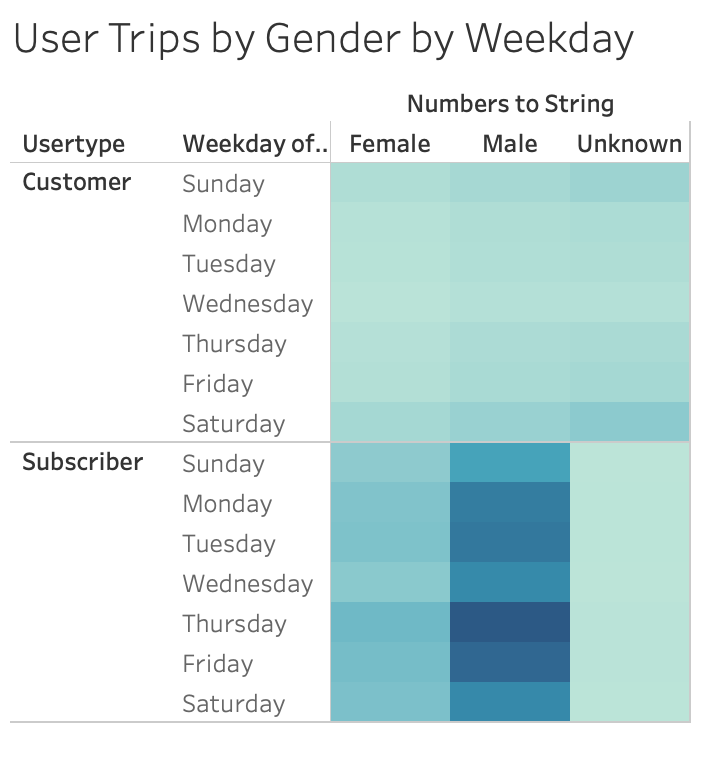 User Trips by Gender by Weekday
Numbers to String
Usertype Weekday of.. Female Male Unknown
Customer Sunday
Monday
Tuesday
Wednesday
Thursday
Friday
Saturday
Subscriber Sunday
Monday
Tuesday
Wednesday
Thursday
Friday
Saturday